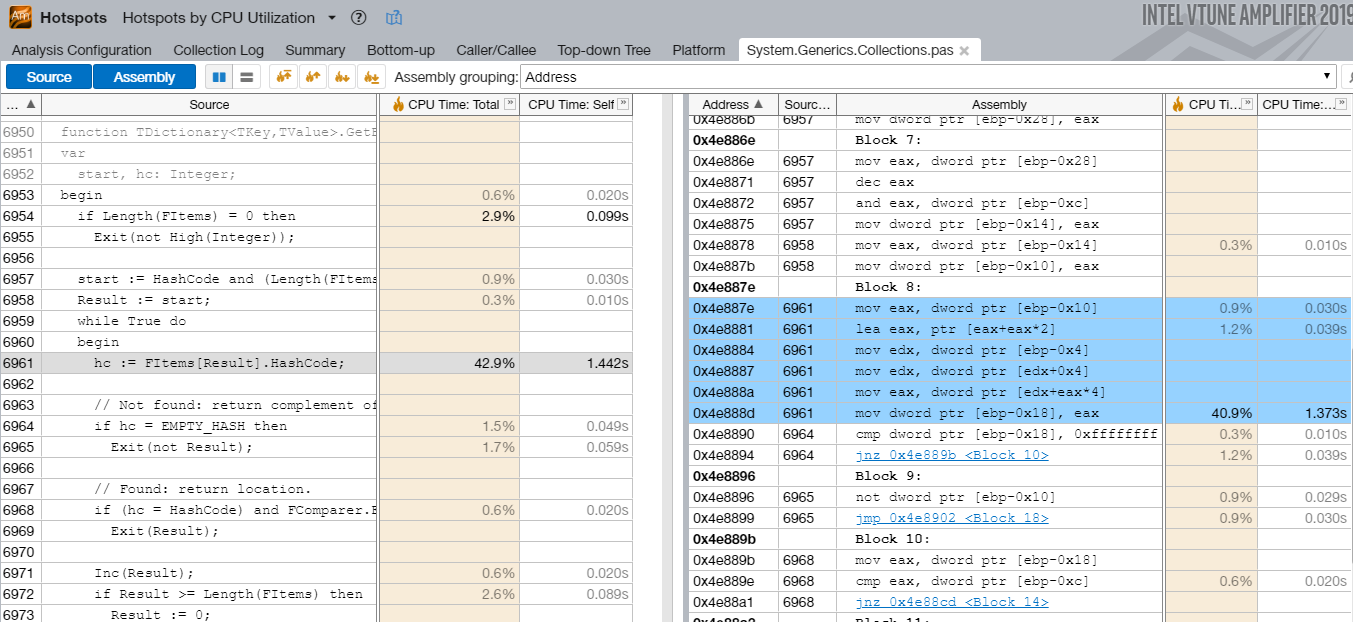 Am Hotspots Hotspots by CPU Utilization ? INTEL VTUNE AMPLIFIER 2019
Analysis Configuration Collection Log Summary Bottom-up Caller/Callee Top-down Tree Platform System.Generics.Collections.pas
Source Assembly Assembly grouping: Address
... ▲ Source CPU Time: Total CPU Time: Self
6950 function TDictionary<TKey,TValue>.GetB
6951 var
6952 start, hc: Integer;
6953 begin 0.6% 0.020s
6954 if Length(FItems) = 0 then 2.9% 0.099s
6955 Exit(not High(Integer));
6956
6957 start := HashCode and (Length(FItems 0.9% 0.030s
6958 Result := start; 0.3% 0.010s
6959 while True do
6960 begin
6961 hc := FItems[Result].HashCode; 42.9% 1.442s
6962
6963 // Not found: return complement of
6964 if hc = EMPTY_HASH then 1.5% 0.049s
6965 Exit(not Result); 1.7% 0.059s
6966
6967 // Found: return location.
6968 if (hc = HashCode) and FComparer.E 0.6% 0.020s
6969 Exit(Result);
6970
6971 Inc(Result); 0.6% 0.020s
6972 if Result >= Length(FItems) then 2.6% 0.089s
6973 Result := 0;
Address ▲ Sourc... Assembly CPU Ti... CPU Time:...
0x4e886b 6957 mov dword ptr [ebp-0x28], eax
0x4e886e Block 7:
0x4e886e 6957 mov eax, dword ptr [ebp-0x28]
0x4e8871 6957 dec eax
0x4e8872 6957 and eax, dword ptr [ebp-0xc]
0x4e8875 6957 mov dword ptr [ebp-0x14], eax
0x4e8878 6958 mov eax, dword ptr [ebp-0x14] 0.3% 0.010s
0x4e887b 6958 mov dword ptr [ebp-0x10], eax
0x4e887e Block 8:
0x4e887e 6961 mov eax, dword ptr [ebp-0x10] 0.9% 0.030s
0x4e8881 6961 lea eax, ptr [eax+eax*2] 1.2% 0.039s
0x4e8884 6961 mov edx, dword ptr [ebp-0x4]
0x4e8887 6961 mov edx, dword ptr [edx+0x4]
0x4e888a 6961 mov eax, dword ptr [edx+eax*4]
0x4e888d 6961 mov dword ptr [ebp-0x18], eax 40.9% 1.373s
0x4e8890 6964 cmp dword ptr [ebp-0x18], 0xffffffff 0.3% 0.010s
0x4e8894 6964 jnz 0x4e889b <Block 10> 1.2% 0.039s
0x4e8896 Block 9:
0x4e8896 6965 not dword ptr [ebp-0x10] 0.9% 0.029s
0x4e8899 6965 jmp 0x4e8902 <Block 18> 0.9% 0.030s
0x4e889b Block 10:
0x4e889b 6968 mov eax, dword ptr [ebp-0x18]
0x4e889e 6968 cmp eax, dword ptr [ebp-0xc] 0.6% 0.020s
0x4e88a1 6968 jnz 0x4e88cd <Block 14>
0x4e88a3 Block 11: